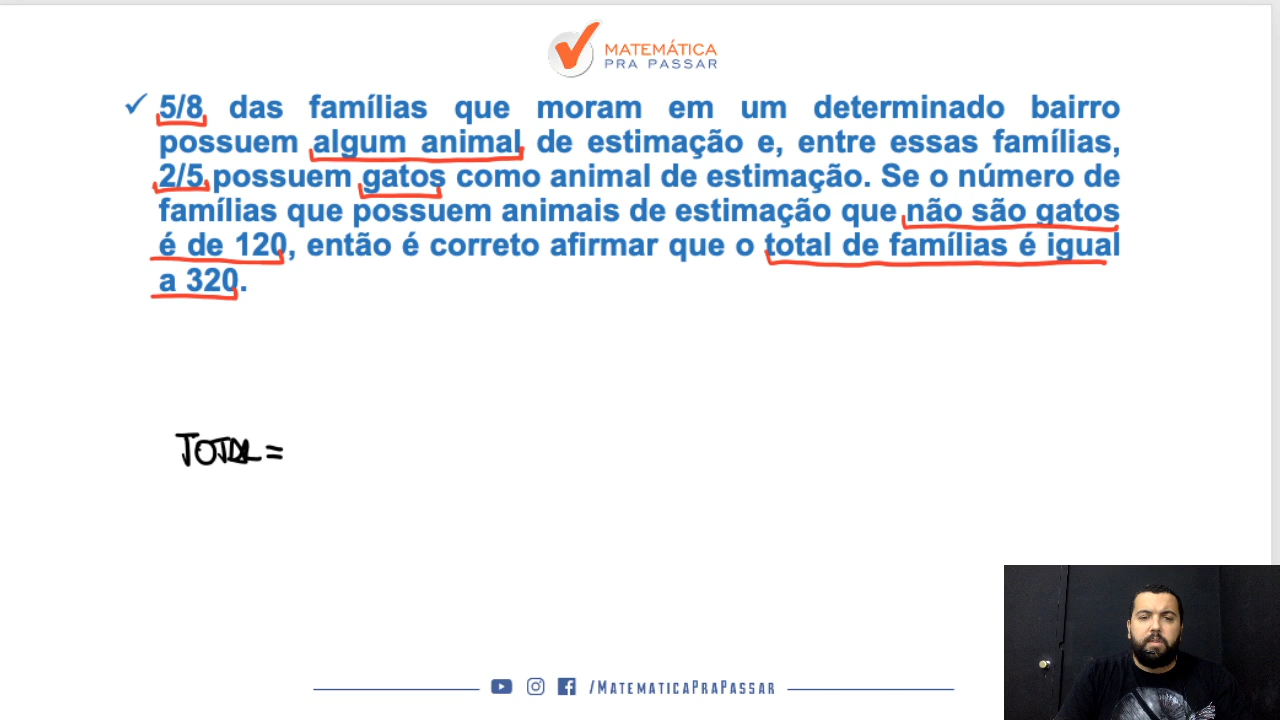 MATEMÁTICA
PRA PASSAR
✓ 5/8 das famílias que moram em um determinado bairro
possuem algum animal de estimação e, entre essas famílias,
2/5 possuem gatos como animal de estimação. Se o número de
famílias que possuem animais de estimação que não são gatos
é de 120, então é correto afirmar que o total de famílias é igual
a 320.
TOTAL =
/MATEMATICAPRAPASSAR